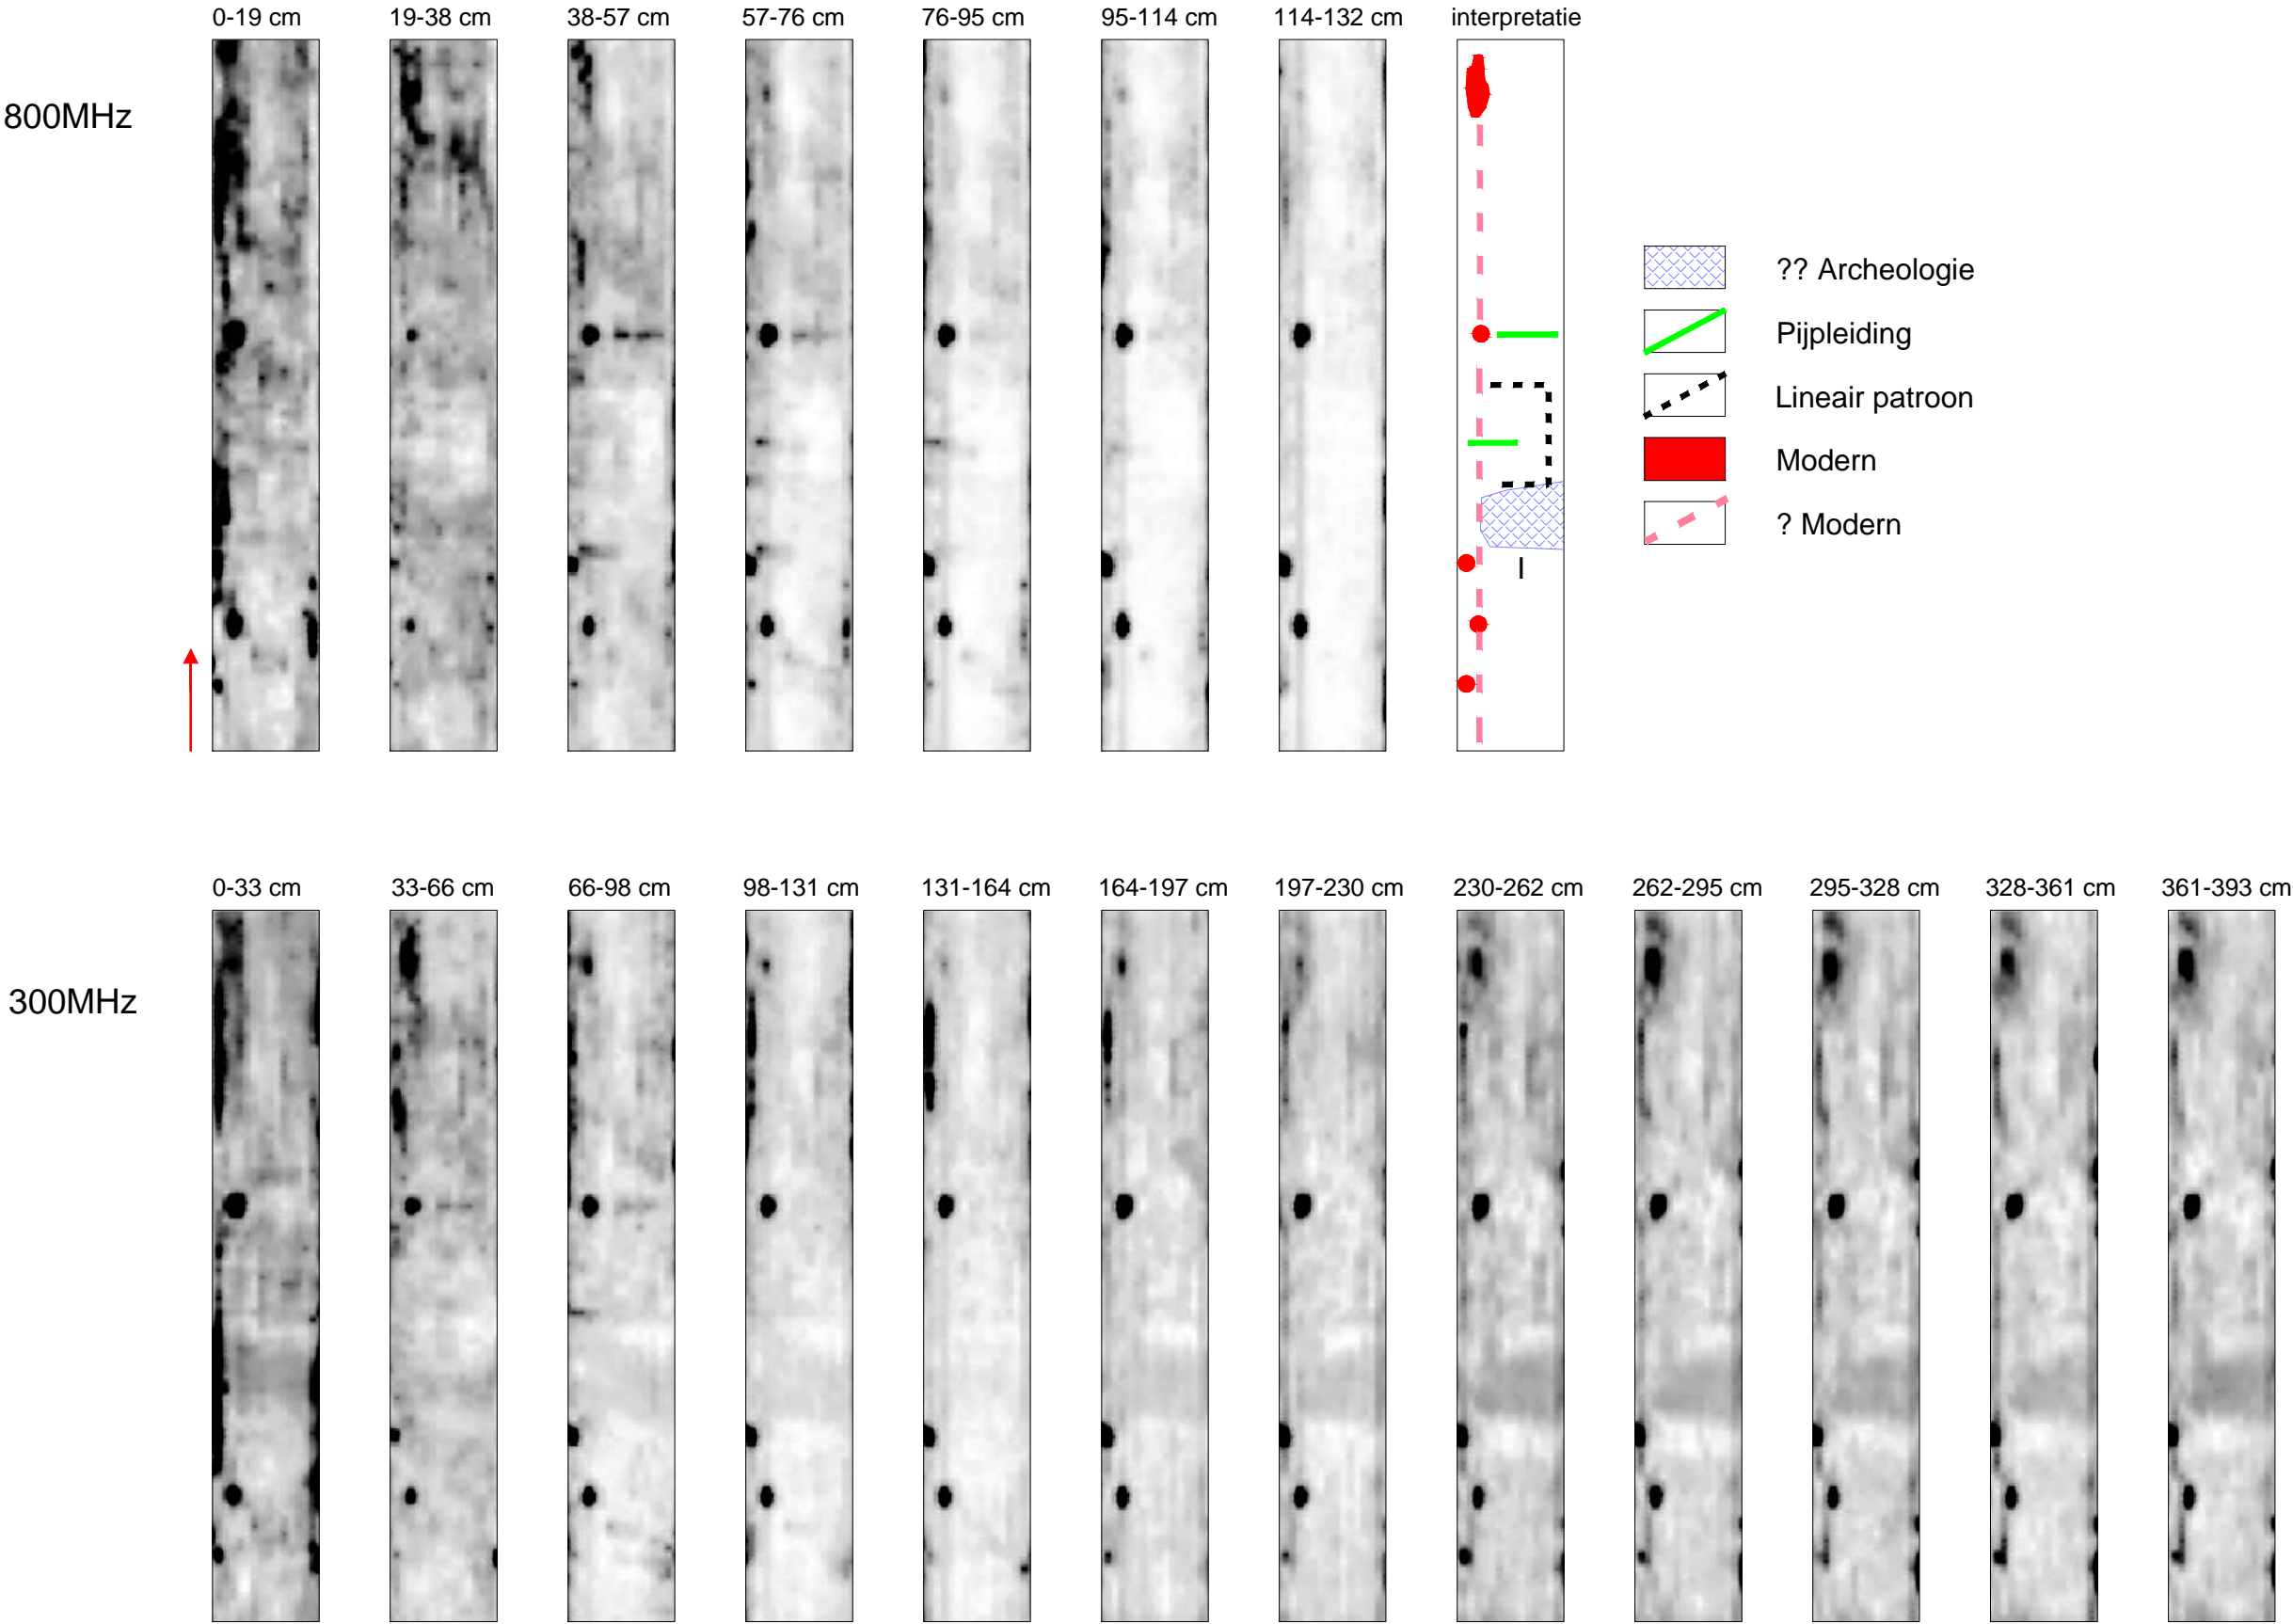 0-19 cm 19-38 cm 38-57 cm 57-76 cm 76-95 cm 95-114 cm 114-132 cm interpretatie
800MHz
?? Archeologie
Pijpleiding
Lineair patroon
Modern
? Modern
I
0-33 cm 33-66 cm 66-98 cm 98-131 cm 131-164 cm 164-197 cm 197-230 cm 230-262 cm 262-295 cm 295-328 cm 328-361 cm 361-393 cm
300MHz